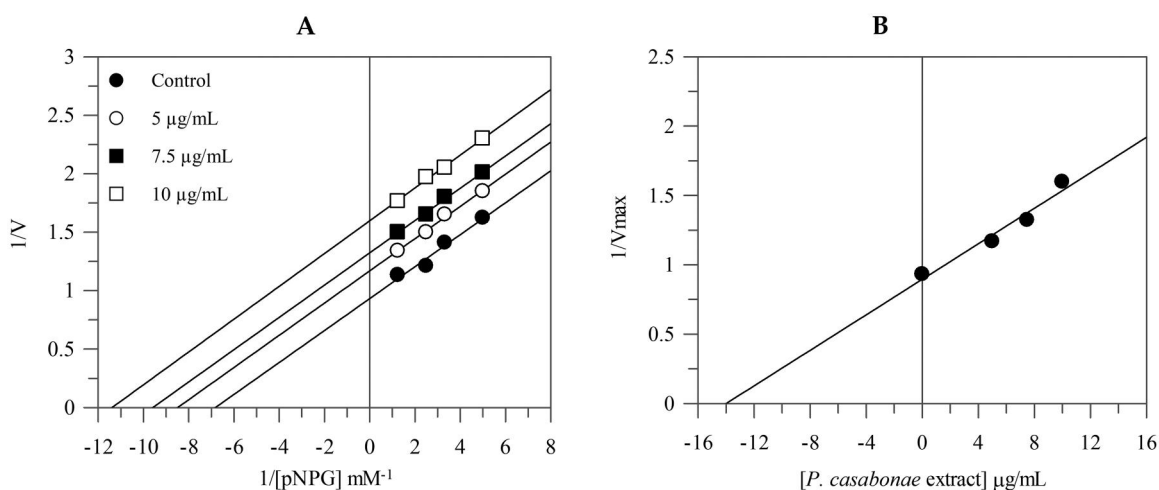 A
3
2.5
2
1.5
1
0.5
0
1/V
Control
5 µg/mL
7.5 µg/mL
10 µg/mL
-12 -10 -8 -6 -4 -2 0 2 4 6 8
1/[pNPG] mM-1
B
2.5
2
1.5
1
0.5
0
1/Vmax
-16 -12 -8 -4 0 4 8 12 16
[P. casabonae extract] µg/mL